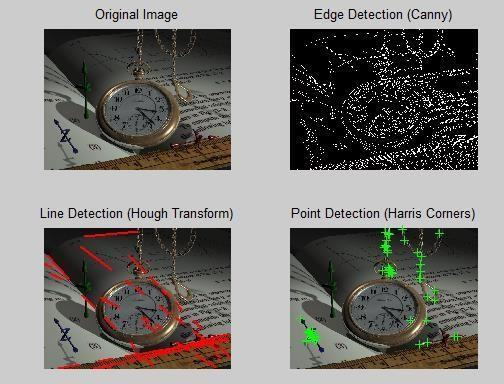 Original Image
Edge Detection (Canny)
Line Detection (Hough Transform)
Point Detection (Harris Corners)